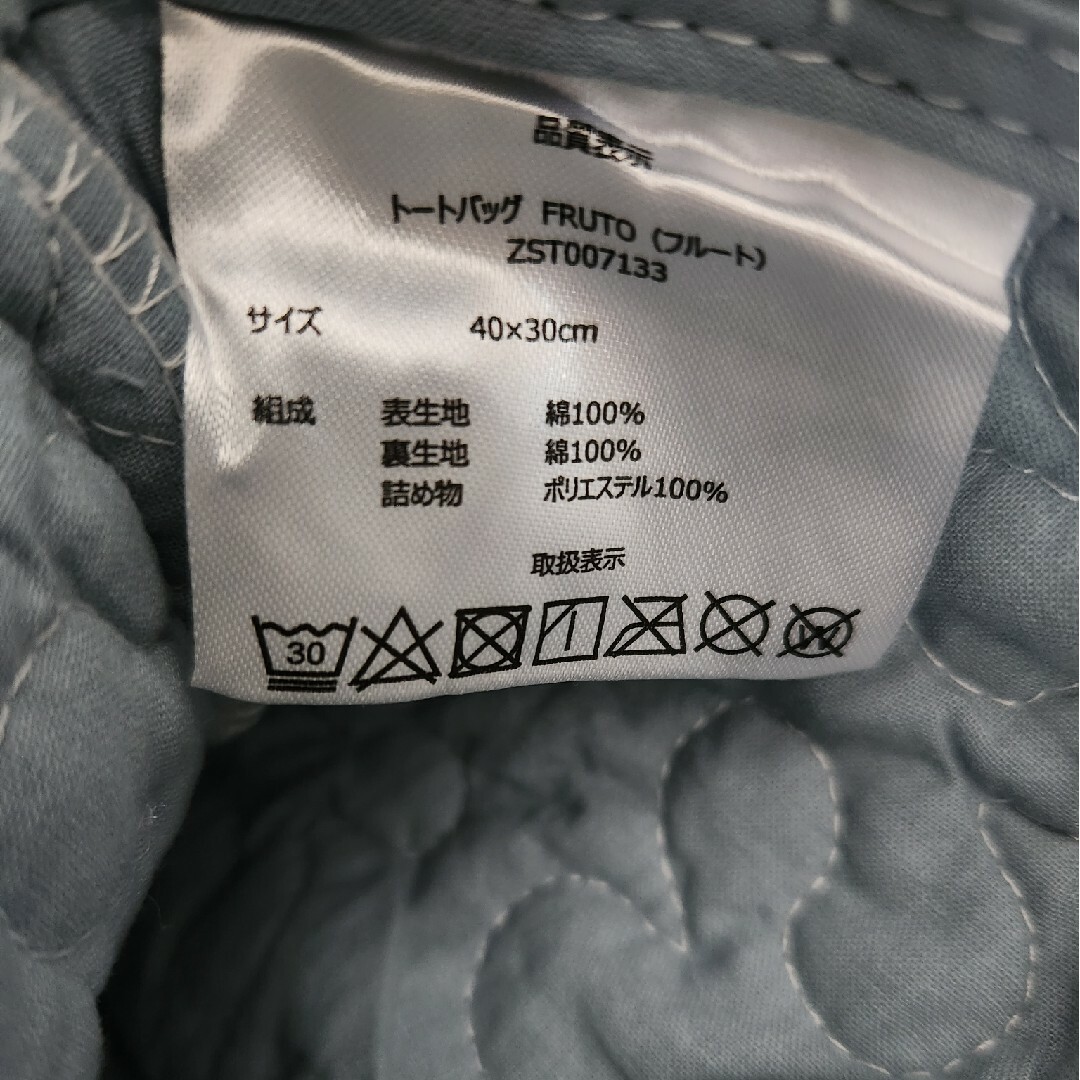 品質表示
トートバッグ FRUTO（フルート）
ZST007133
サイズ 40×30cm
組成 表生地 綿100%
裏生地 綿100%
詰め物 ポリエステル100%
取扱表示
30
W